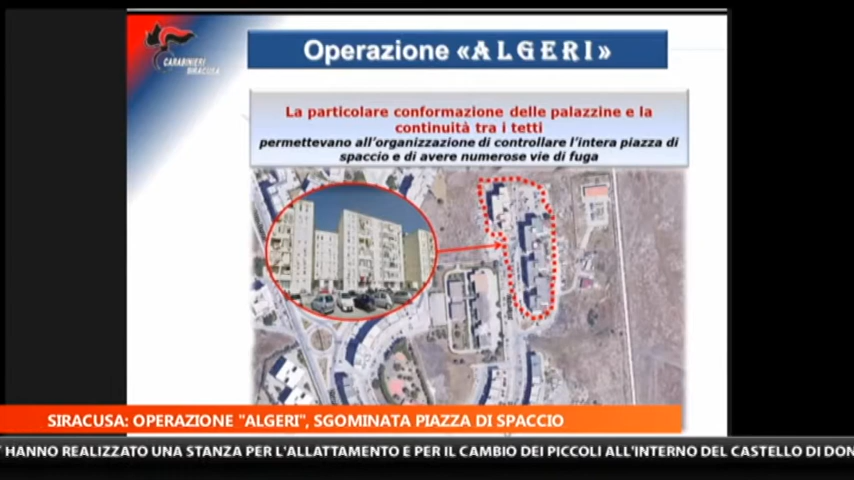 CARABINIERI
SIRACUSA
Operazione «ALGERI»
La particolare conformazione delle palazzine e la
continuità tra i tetti
permettevano all'organizzazione di controllare l'intera piazza di
spaccio e di avere numerose vie di fuga
SIRACUSA: OPERAZIONE "ALGERI", SGOMINATA PIAZZA DI SPACCIO
HANNO REALIZZATO UNA STANZA PER L'ALLATTAMENTO E PER IL CAMBIO DEI PICCOLI ALL'INTERNO DEL CASTELLO DI DON